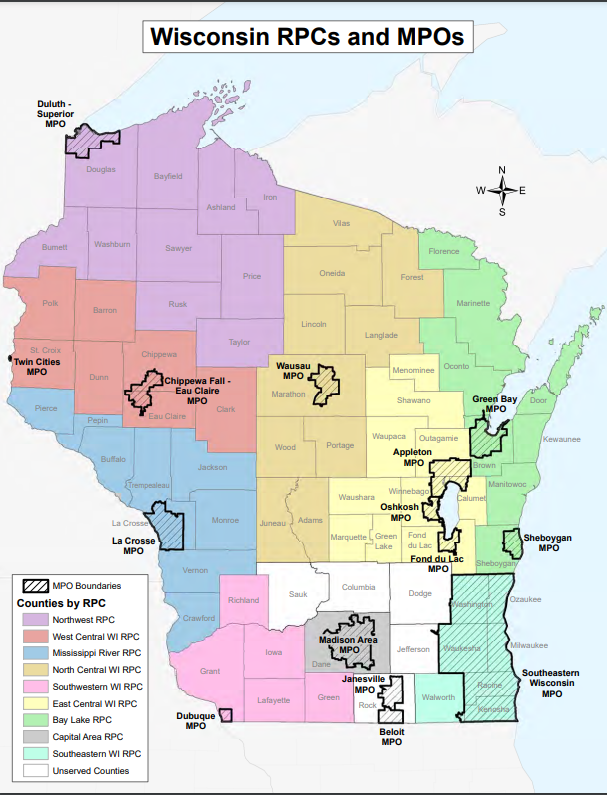 Wisconsin RPCs and MPOs
Duluth -
Superior
MPO
Douglas
Bayfield
Ashland
Iron
N
W
E
S
Vilas
Burnett
Washburn
Sawyer
Price
Oneida
Forest
Florence
Marinette
Polk
Barron
Rusk
Lincoln
Langlade
Taylor
Oconto
St. Croix
Twin Cities
MPO
Dunn
Chippewa
Chippewa Fall -
Eau Claire
MPO
Eau Claire
Clark
Wausau
MPO
Marathon
Menominee
Shawano
Green Bay
MPO
Door
Kewaunee
Pierce
Pepin
Buffalo
Trempealeau
Jackson
Wood
Portage
Waupaca
Outagamie
Appleton
MPO
Brown
Manitowoc
Waushara
Winnebago
Calumet
Oshkosh
MPO
La Crosse
La Crosse
MPO
Monroe
Juneau
Adams
Marquette
Green
Lake
Fond
du Lac
Fond du Lac
MPO
Sheboygan
Sheboygan
MPO
Vernon
Crawford
Richland
Sauk
Columbia
Dodge
Washington
Ozaukee
Grant
Iowa
Lafayette
Green
Madison Area
MPO
Dane
Jefferson
Waukesha
Milwaukee
Southeastern
Wisconsin
MPO
Janesville
MPO
Rock
Beloit
MPO
Walworth
Racine
Kenosha
Dubuque
MPO
MPO Boundaries
Counties by RPC
Northwest RPC
West Central WI RPC
Mississippi River RPC
North Central WI RPC
Southwestern WI RPC
East Central WI RPC
Bay Lake RPC
Capital Area RPC
Southeastern WI RPC
Unserved Counties